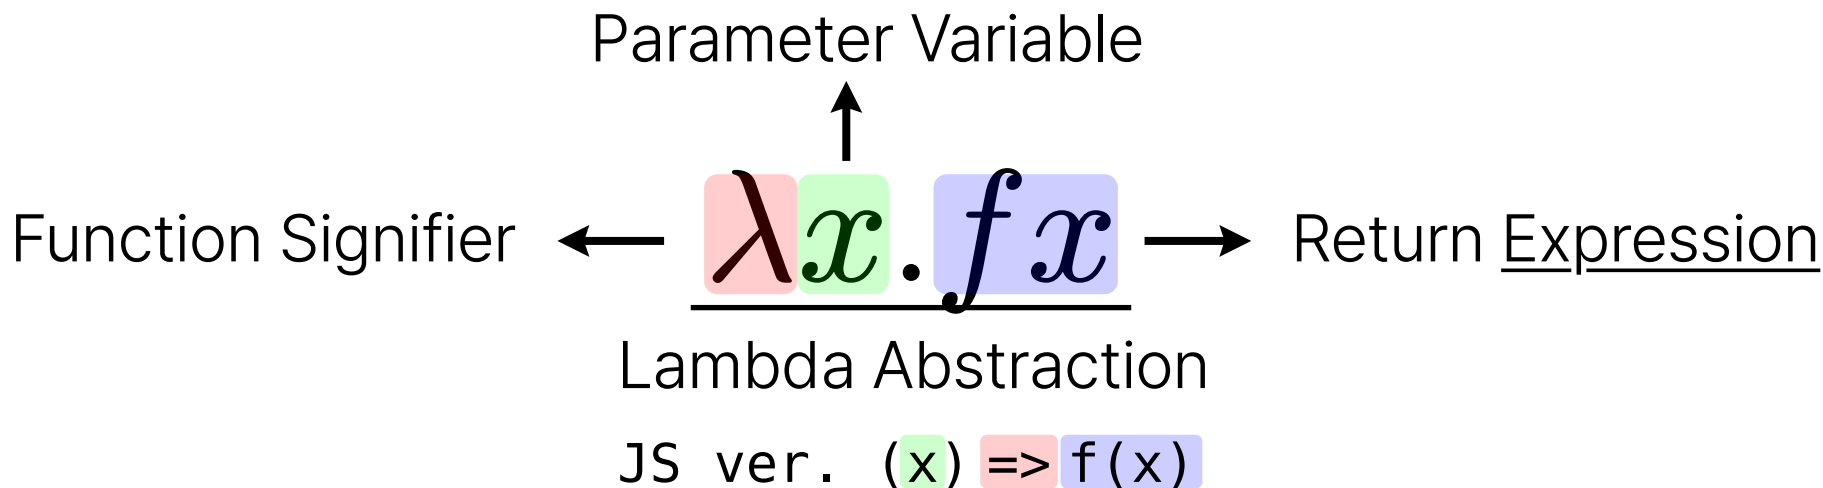 Parameter Variable
Function Signifier
λx.fx
Return Expression
Lambda Abstraction
JS ver. (x) => f(x)